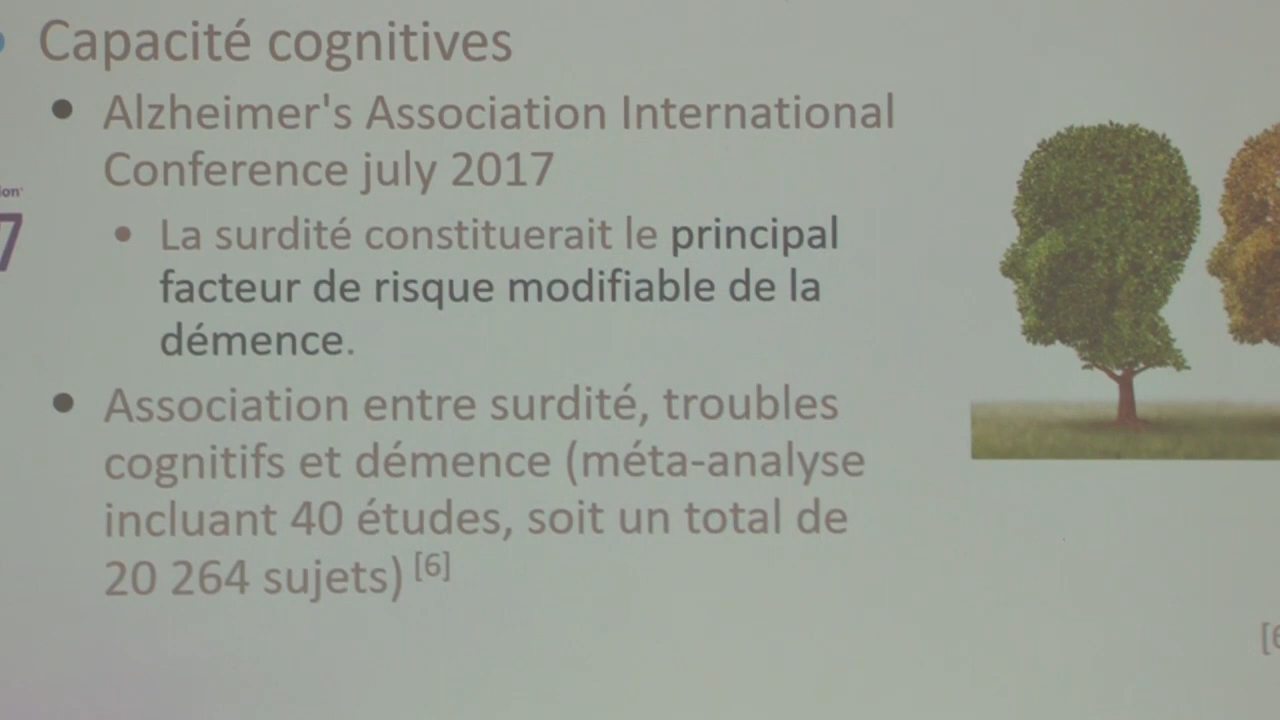 Capacité cognitives
Alzheimer's Association International
Conference july 2017
La surdité constituerait le principal
facteur de risque modifiable de la
démence.
Association entre surdité, troubles
cognitifs et démence (méta-analyse
incluant 40 études, soit un total de
20 264 sujets) [6]
7